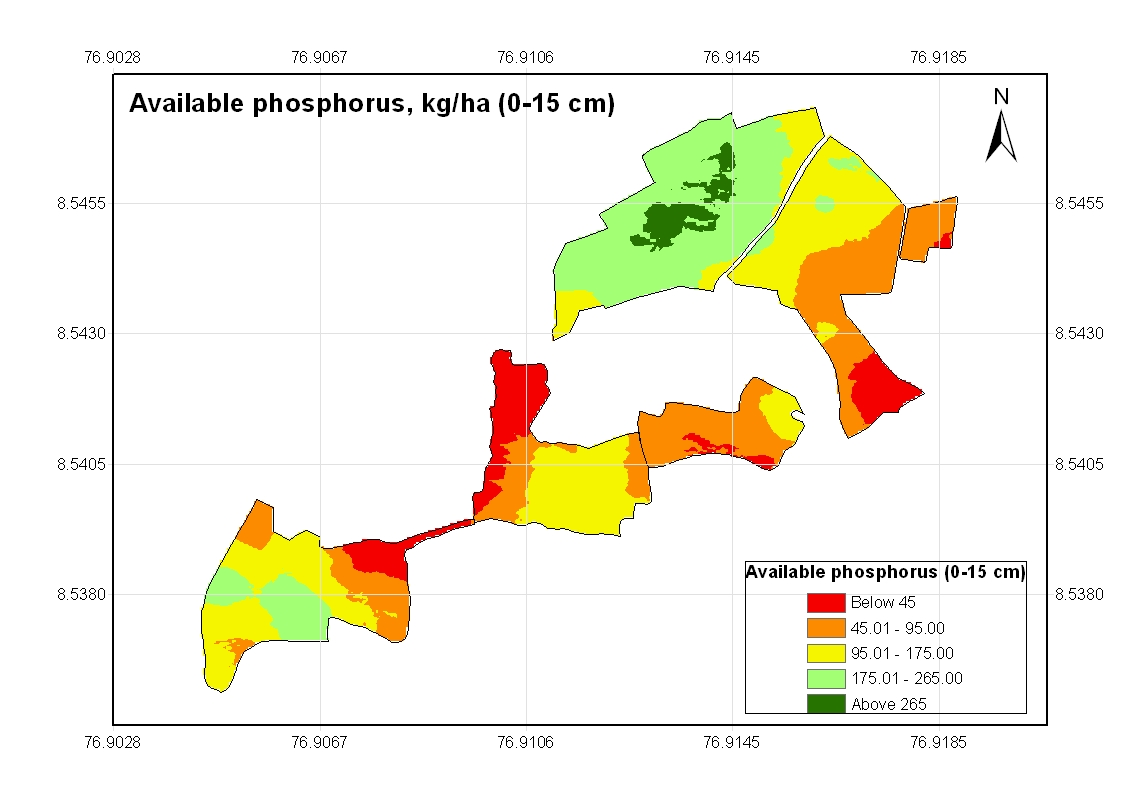 76.9028 76.9067 76.9106 76.9145 76.9185
Available phosphorus, kg/ha (0-15 cm)
N
8.5455 8.5455
8.5430 8.5430
8.5405 8.5405
8.5380 8.5380
Available phosphorus (0-15 cm)
Below 45
45.01 - 95.00
95.01 - 175.00
175.01 - 265.00
Above 265
76.9028 76.9067 76.9106 76.9145 76.9185